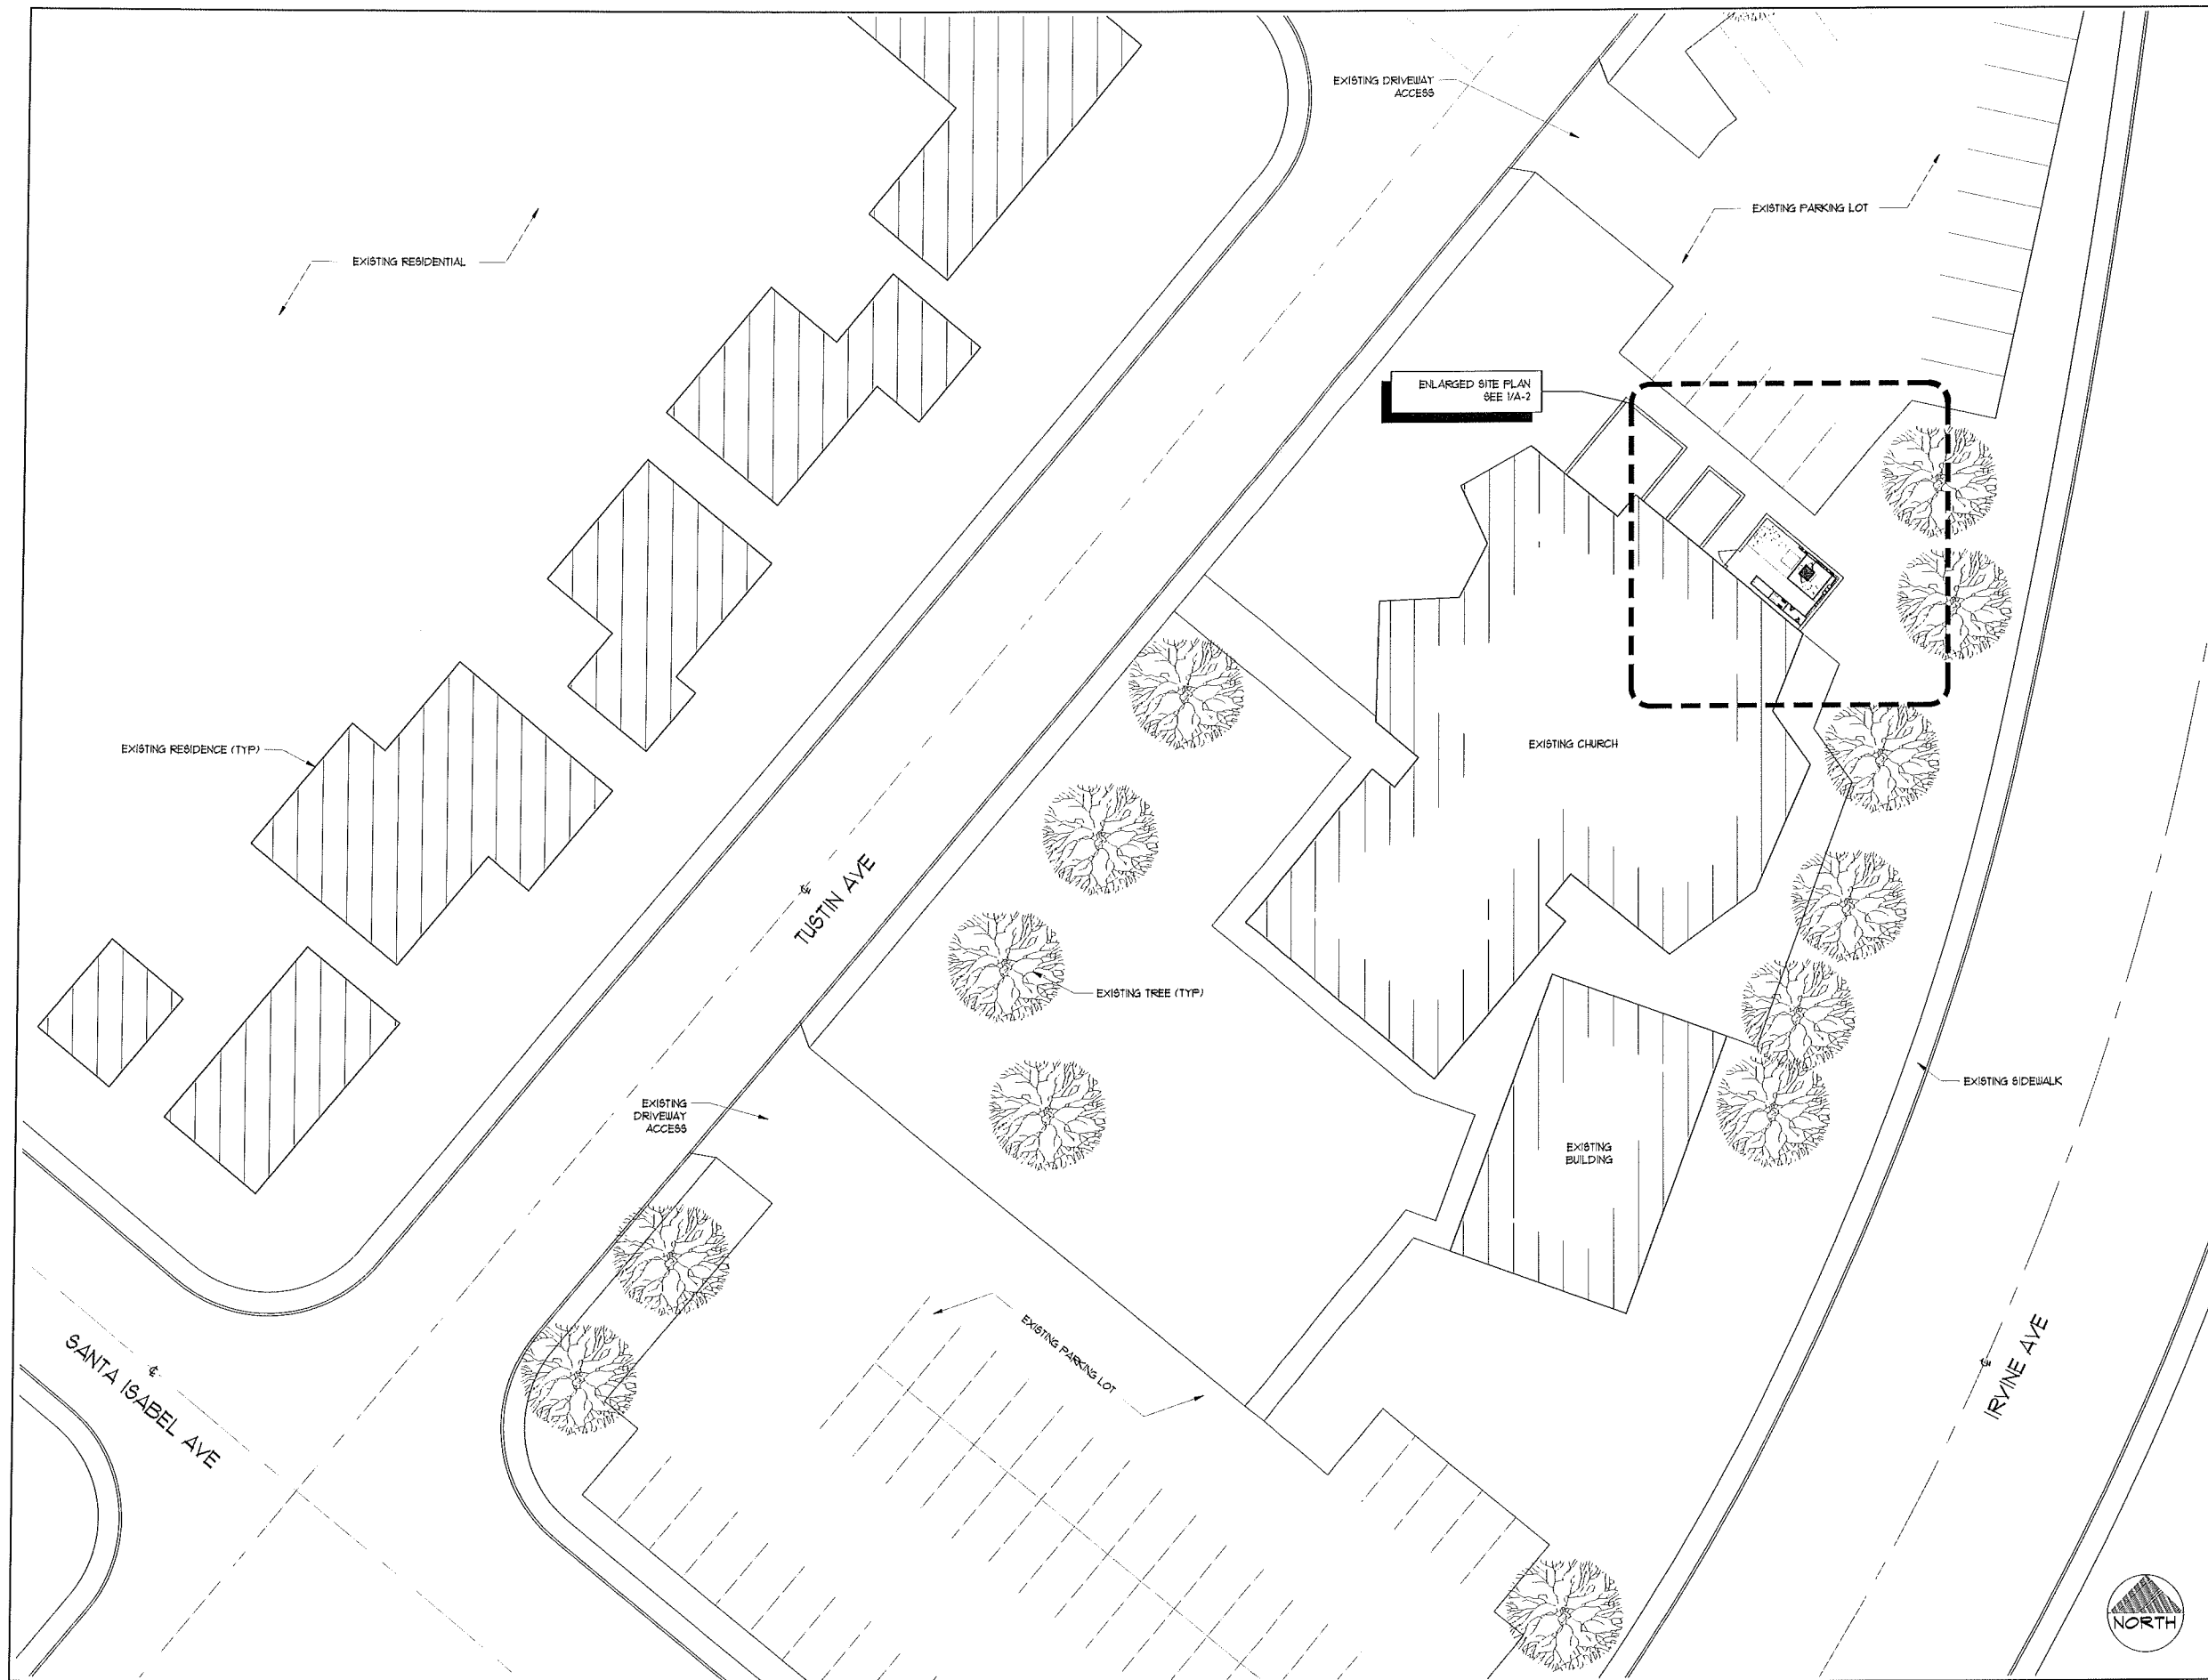 EXISTING DRIVEWAY
ACCESS
EXISTING PARKING LOT
EXISTING RESIDENTIAL
ENLARGED SITE PLAN
SEE 1/A-2
EXISTING RESIDENCE (TYP)
EXISTING CHURCH
TUSTIN AVE
EXISTING TREE (TYP)
EXISTING SIDEWALK
EXISTING
DRIVEWAY
ACCESS
EXISTING
BUILDING
EXISTING PARKING LOT
SANTA ISABEL AVE
IRVINE AVE
NORTH